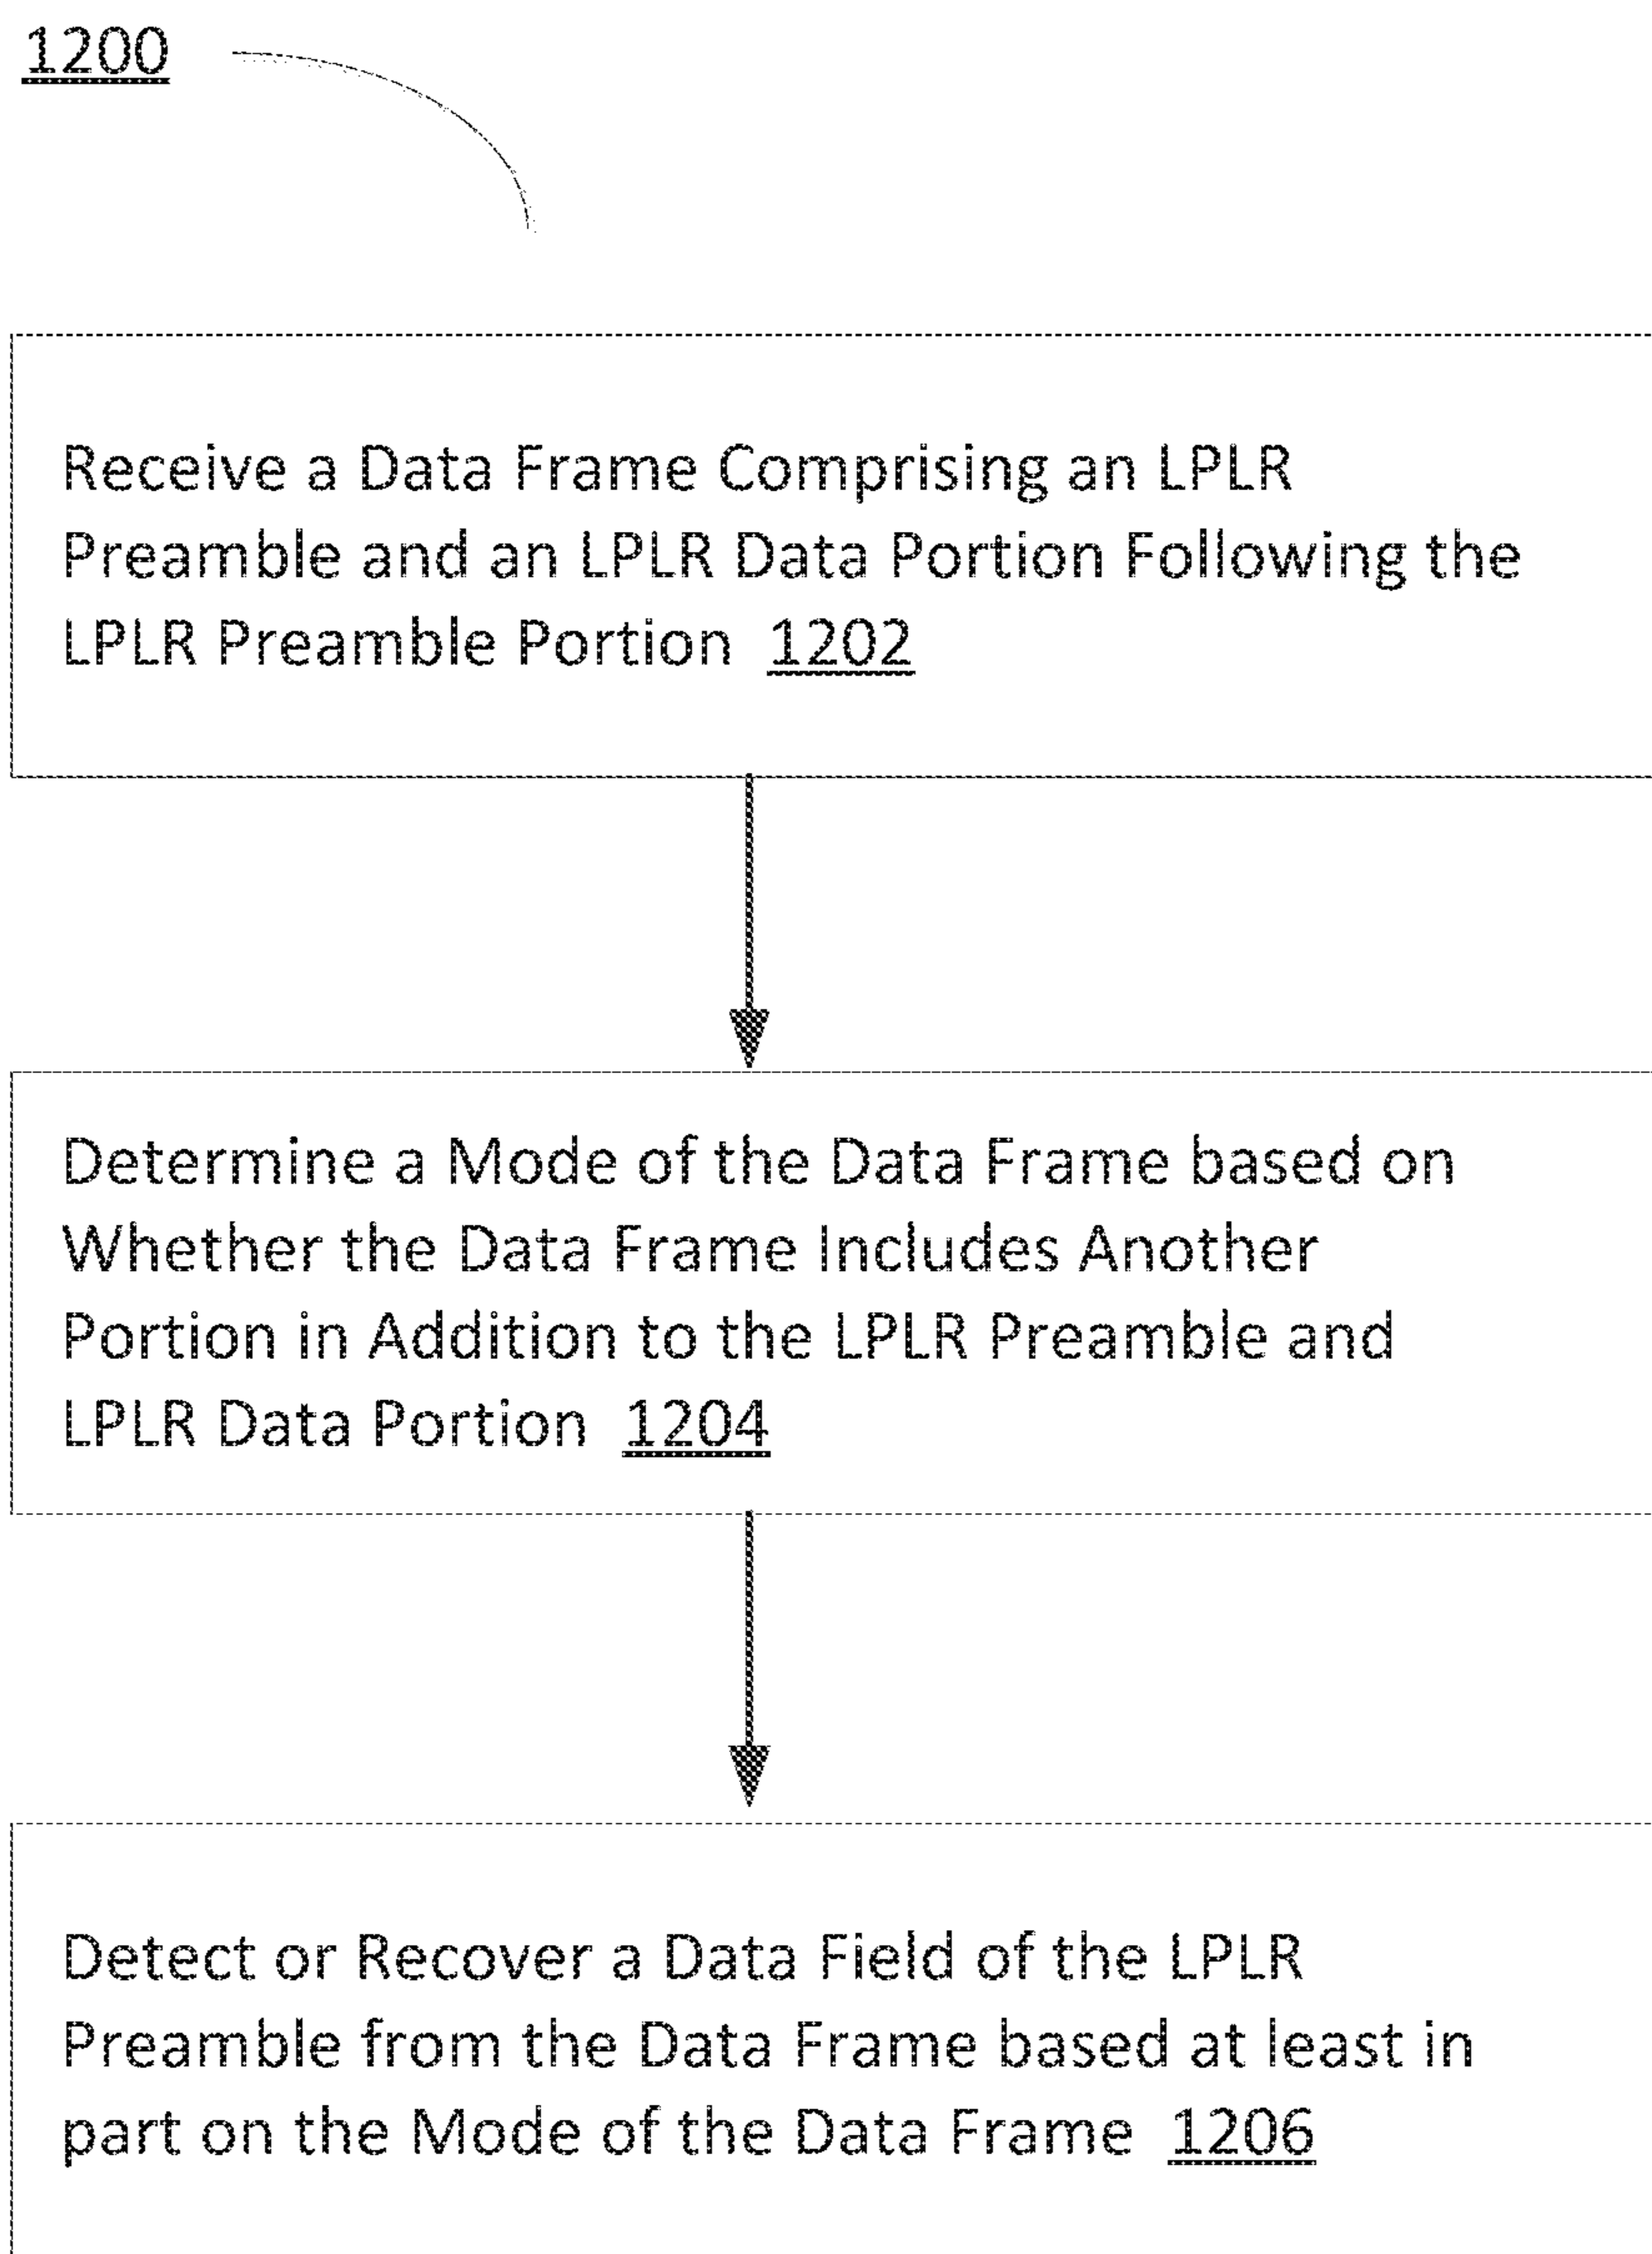 1200
Receive a Data Frame Comprising an LPLR
Preamble and an LPLR Data Portion Following the
LPLR Preamble Portion 1202
Determine a Mode of the Data Frame based on
Whether the Data Frame Includes Another
Portion in Addition to the LPLR Preamble and
LPLR Data Portion 1204
Detect or Recover a Data Field of the LPLR
Preamble from the Data Frame based at least in
part on the Mode of the Data Frame 1206